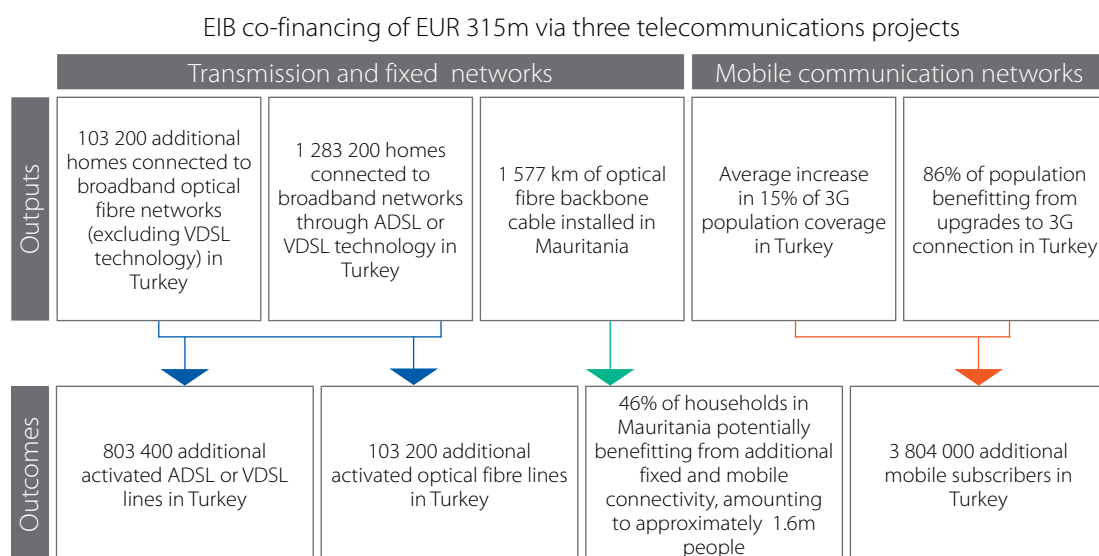 EIB co-financing of EUR 315m via three telecommunications projects
Transmission and fixed networks
Mobile communication networks
Outputs
103 200 additional
homes connected to
broadband optical
fibre networks
(excluding VDSL
technology) in
Turkey
1 283 200 homes
connected to
broadband networks
through ADSL or
VDSL technology in
Turkey
1 577 km of optical
fibre backbone
cable installed in
Mauritania
Average increase
in 15% of 3G
population coverage
in Turkey
86% of population
benefitting from
upgrades to 3G
connection in Turkey
Outcomes
803 400 additional
activated ADSL or VDSL
lines in Turkey
103 200 additional
activated optical fibre lines
in Turkey
46% of households in
Mauritania potentially
benefitting from additional
fixed and mobile
connectivity, amounting
to approximately 1.6m
people
3 804 000 additional
mobile subscribers in
Turkey